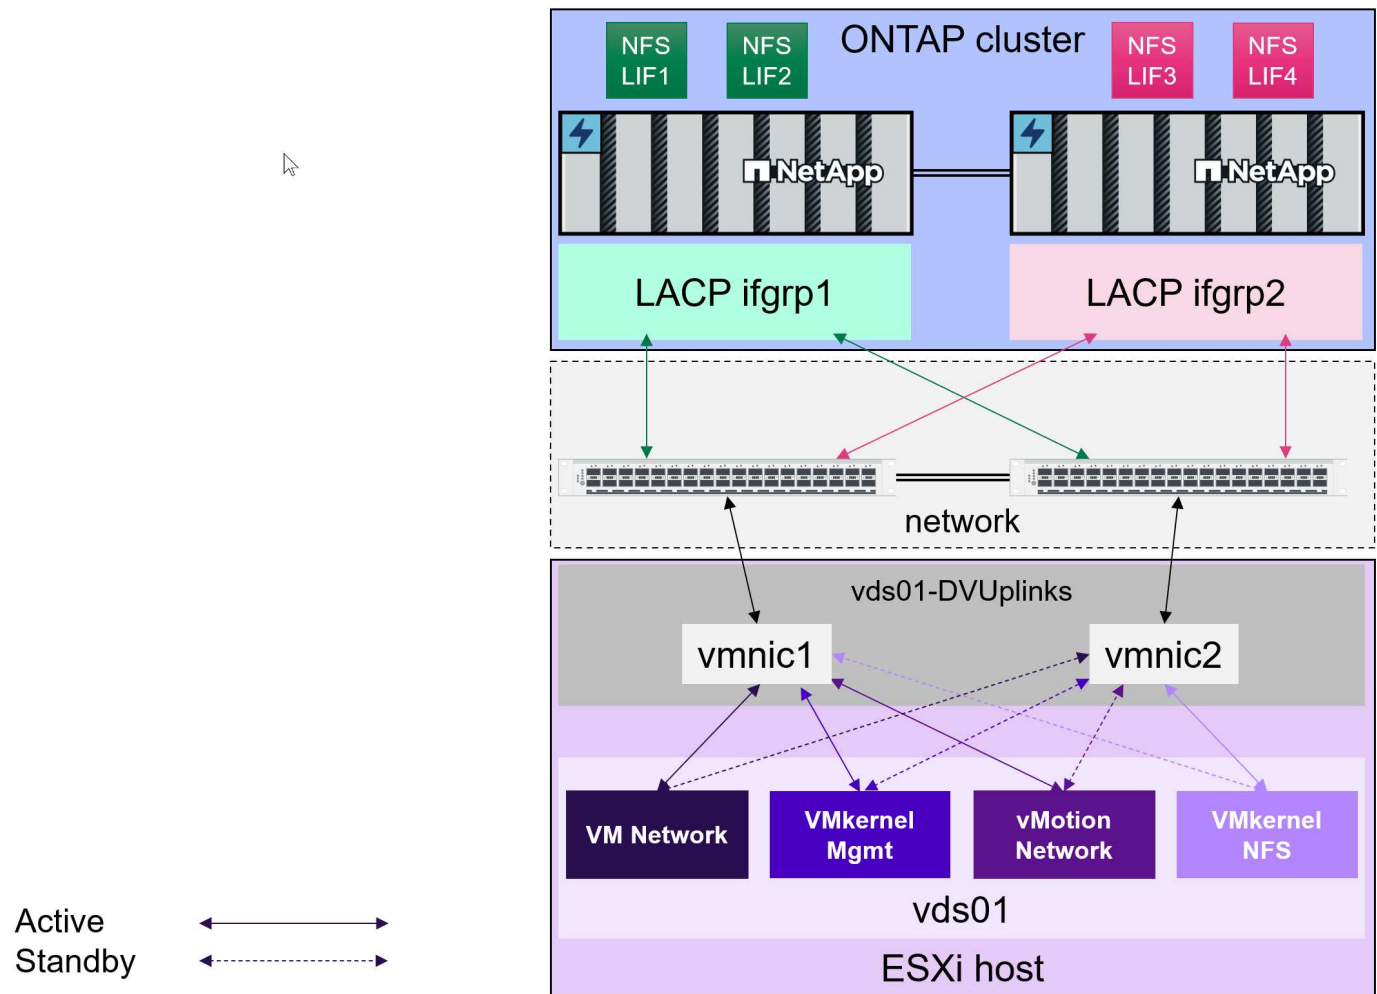 ONTAP cluster
NFS
LIF1
NFS
LIF2
NFS
LIF3
NFS
LIF4
NetApp
NetApp
LACP ifgrp1
LACP ifgrp2
network
vds01-DVUplinks
vmnic1
vmnic2
VM Network
VMkernel
Mgmt
vMotion
Network
VMkernel
NFS
vds01
ESXi host
Active
Standby